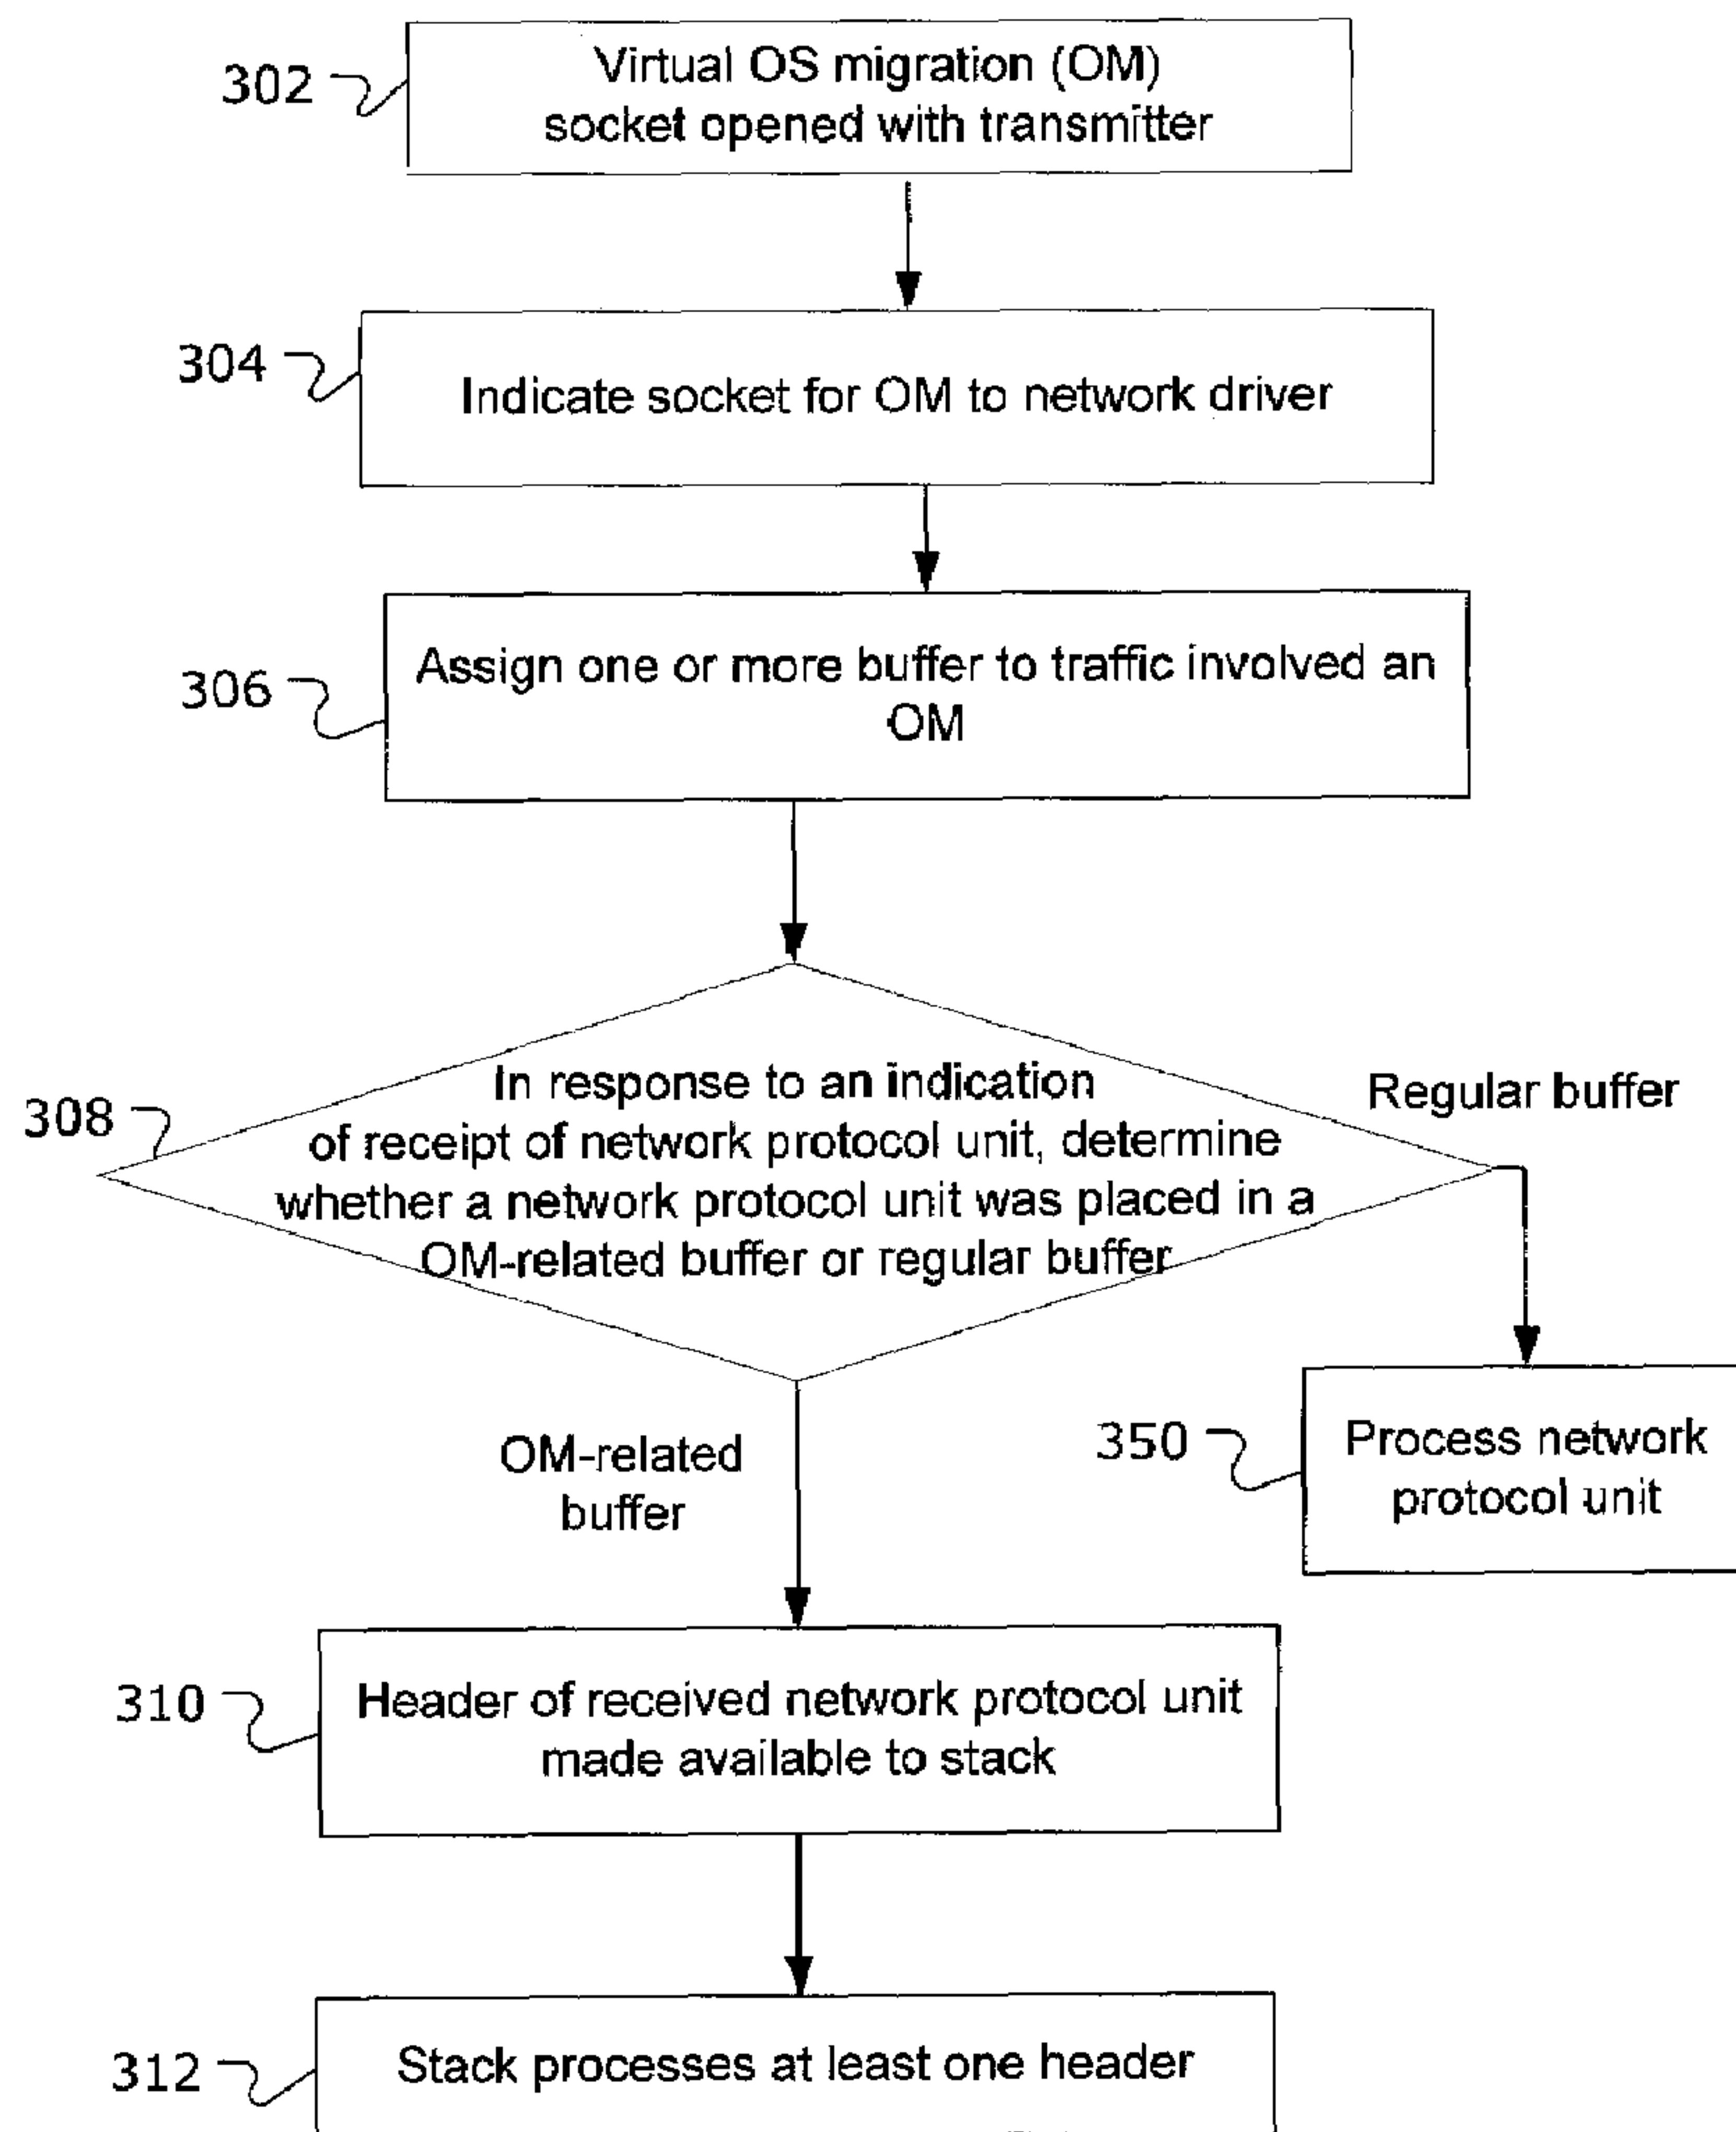 302
Virtual OS migration (OM)
socket opened with transmitter
304
Indicate socket for OM to network driver
306
Assign one or more buffer to traffic involved an
OM
308
In response to an indication
of receipt of network protocol unit, determine
whether a network protocol unit was placed in a
OM-related buffer or regular buffer
Regular buffer
OM-related
buffer
350
Process network
protocol unit
310
Header of received network protocol unit
made available to stack
312
Stack processes at least one header